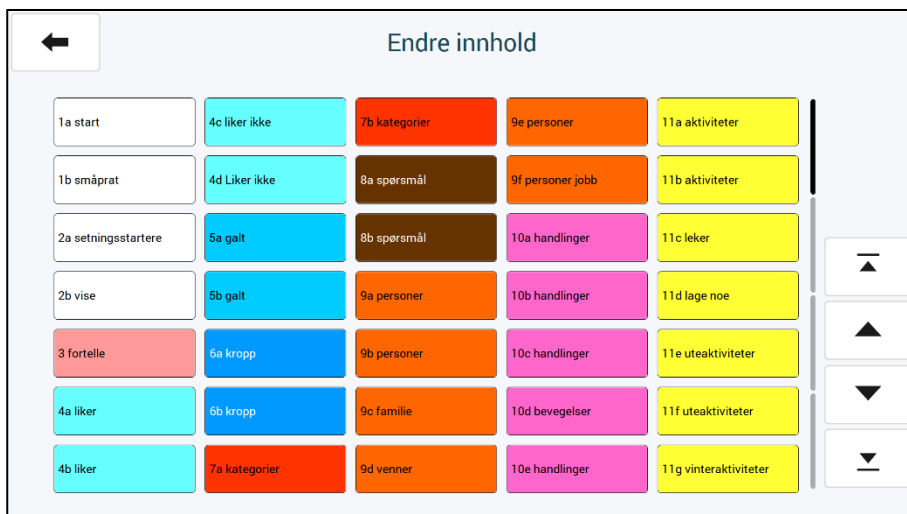 Endre innhold
1a start
1b småprat
2a setningsstartere
2b vise
3 fortelle
4a liker
4b liker
4c liker ikke
4d Liker ikke
5a galt
5b galt
6a kropp
6b kropp
7a kategorier
7b kategorier
8a spørsmål
8b spørsmål
9a personer
9b personer
9c familie
9d venner
9e personer
9f personer jobb
10a handlinger
10b handlinger
10c handlinger
10d bevegelser
10e handlinger
11a aktiviteter
11b aktiviteter
11c leker
11d lage noe
11e uteaktiviteter
11f uteaktiviteter
11g vinteraktiviteter